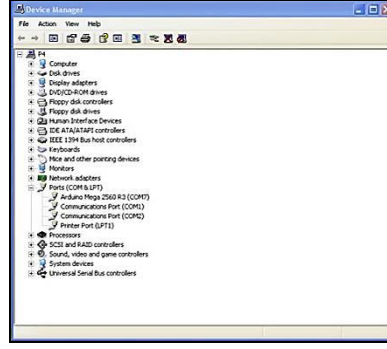 Device Manager
File Action View Help
P4
Computer
Disk drives
Display adapters
DVD/CD-ROM drives
Floppy disk controllers
Floppy disk drives
Human Interface Devices
IDE ATA/ATAPI controllers
IEEE 1394 Bus host controllers
Keyboards
Mice and other pointing devices
Monitors
Network adapters
Ports (COM & LPT)
Arduino Mega 2560 R3 (COM7)
Communications Port (COM1)
Communications Port (COM2)
Printer Port (LPT1)
Processors
SCSI and RAID controllers
Sound, video and game controllers
System devices
Universal Serial Bus controllers